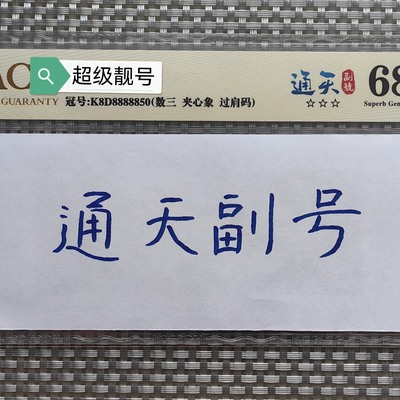 AC
超级靓号
GUARANTY
冠号:K8D8888850(数三 夹心象 过肩码)
通天副號
☆☆☆
68
Superb Gem
通天副号